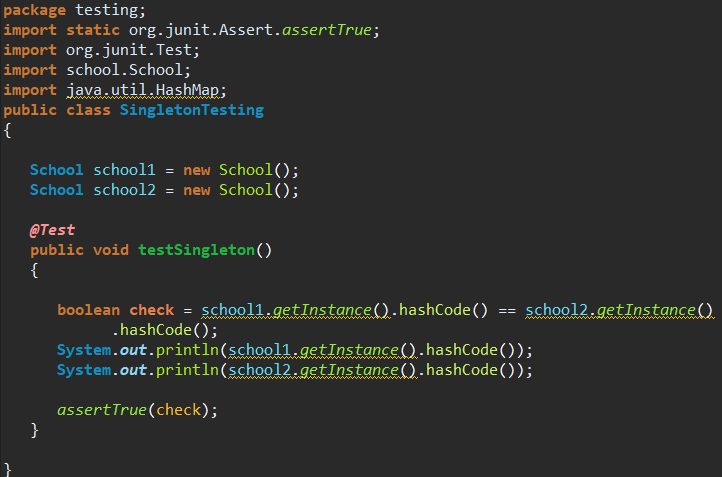 package testing;
import static org.junit.Assert.assertTrue;
import org.junit.Test;
import school.School;
import java.util.HashMap;
public class SingletonTesting
{
School school1 = new School();
School school2 = new School();
@Test
public void testSingleton()
{
boolean check = school1.getInstance().hashCode() == school2.getInstance()
.hashCode();
System.out.println(school1.getInstance().hashCode());
System.out.println(school2.getInstance().hashCode());
assertTrue(check);
}
}